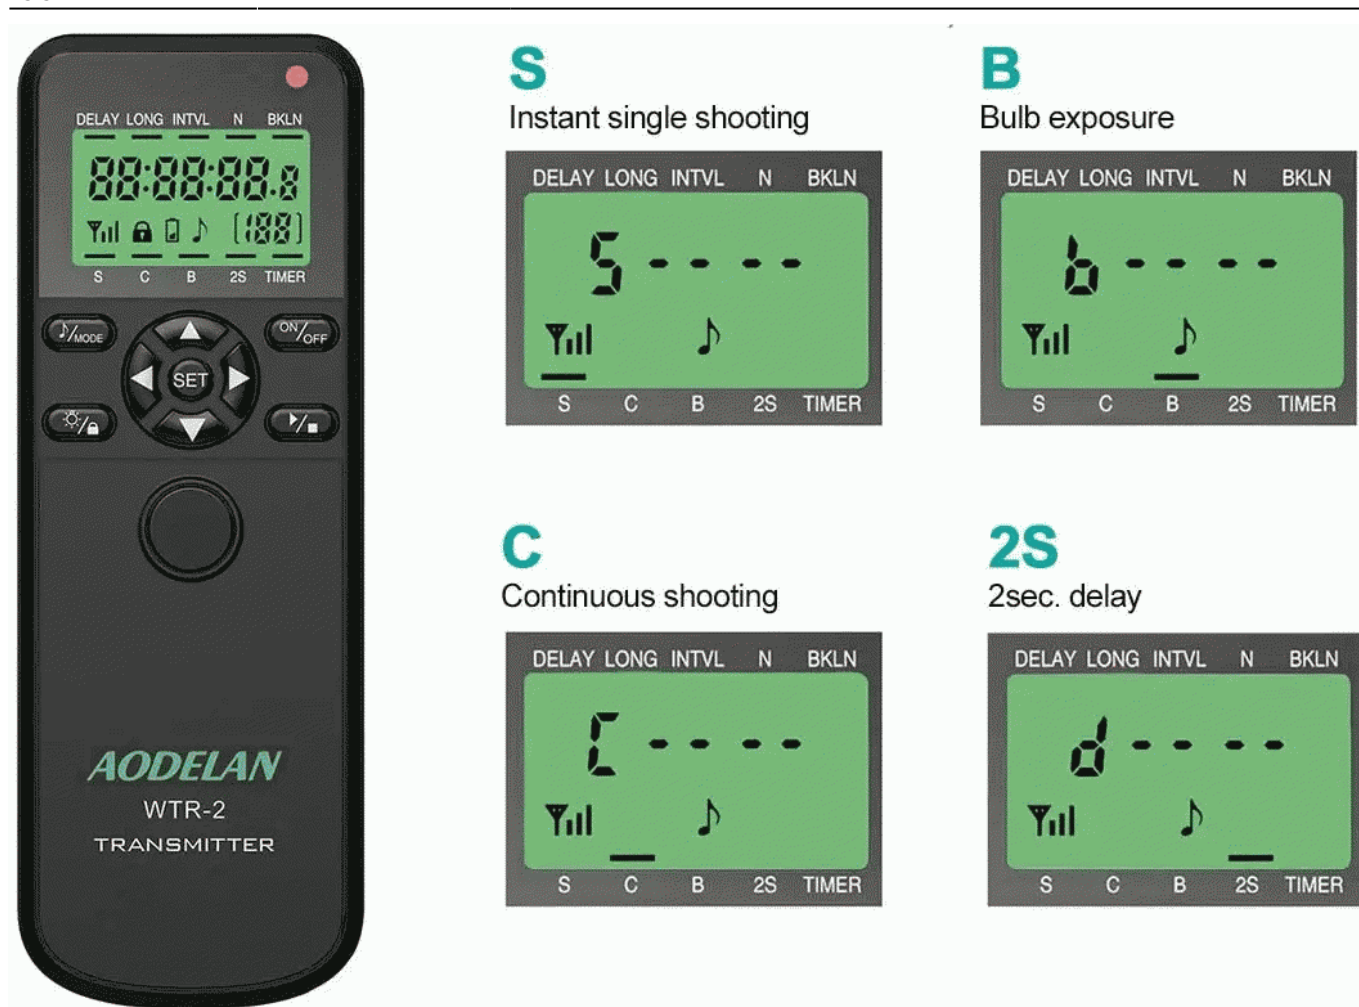 DELAY LONG INTVL N BKLN
88:88:88.8
[188]
S C B 2S TIMER
/MODE
ON/OFF
SET
AODELAN
WTR-2
TRANSMITTER
S
Instant single shooting
DELAY LONG INTVL N BKLN
S - - - -
S C B 2S TIMER
B
Bulb exposure
DELAY LONG INTVL N BKLN
b - - - -
S C B 2S TIMER
C
Continuous shooting
DELAY LONG INTVL N BKLN
C - - - -
S C B 2S TIMER
2S
2sec. delay
DELAY LONG INTVL N BKLN
d - - - -
S C B 2S TIMER